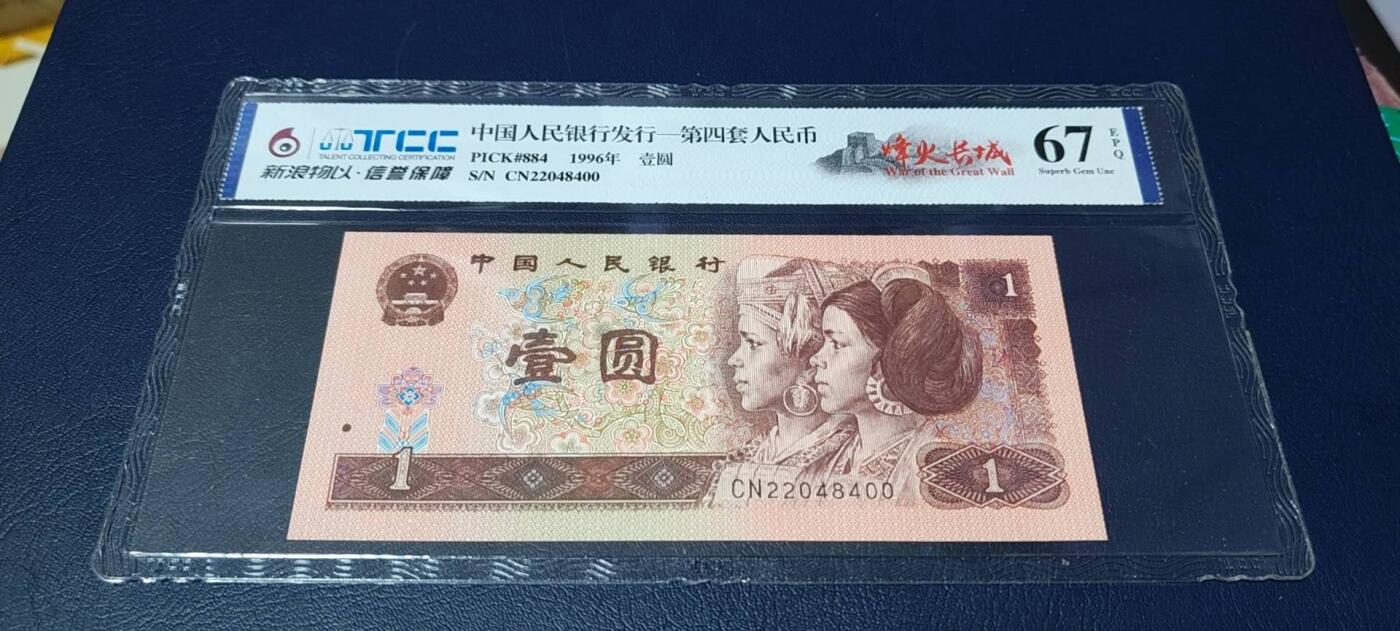 TCC
TALENT COLLECTING CERTIFICATION
新浪物以·信誉保障
中国人民银行发行—第四套人民币
PICK#884 1996年 壹圆
S/N CN22048400
烽火长城
War of the Great Wall
67
EPQ
Superb Gem Unc
中国人民银行
1
壹圆
1
CN22048400
1